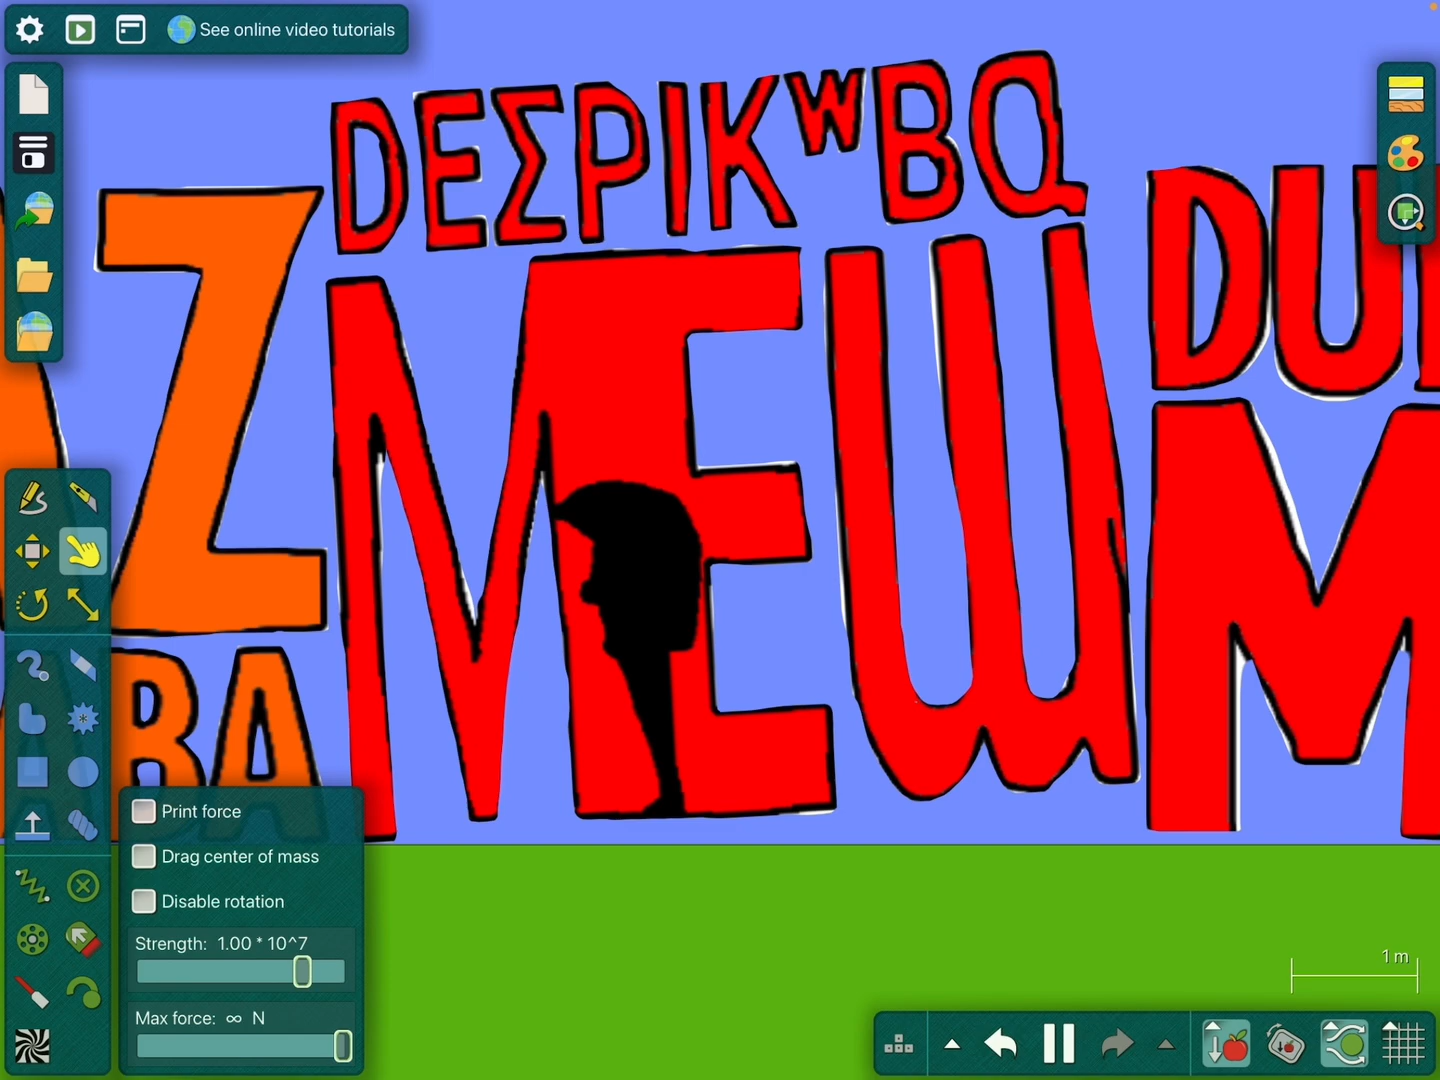 See online video tutorials
DEΣPIKWBQ
DU
Z
MEW
M
BA
Print force
Drag center of mass
Disable rotation
Strength: 1.00 * 10^7
Max force: ∞ N
1 m